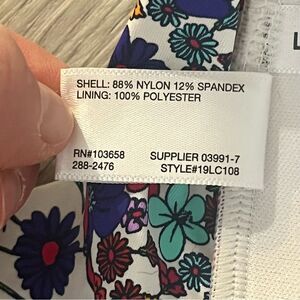 SHELL: 88% NYLON 12% SPANDEX
LINING: 100% POLYESTER
RN#103658 SUPPLIER 03991-7
288-2476 STYLE#19LC108
L